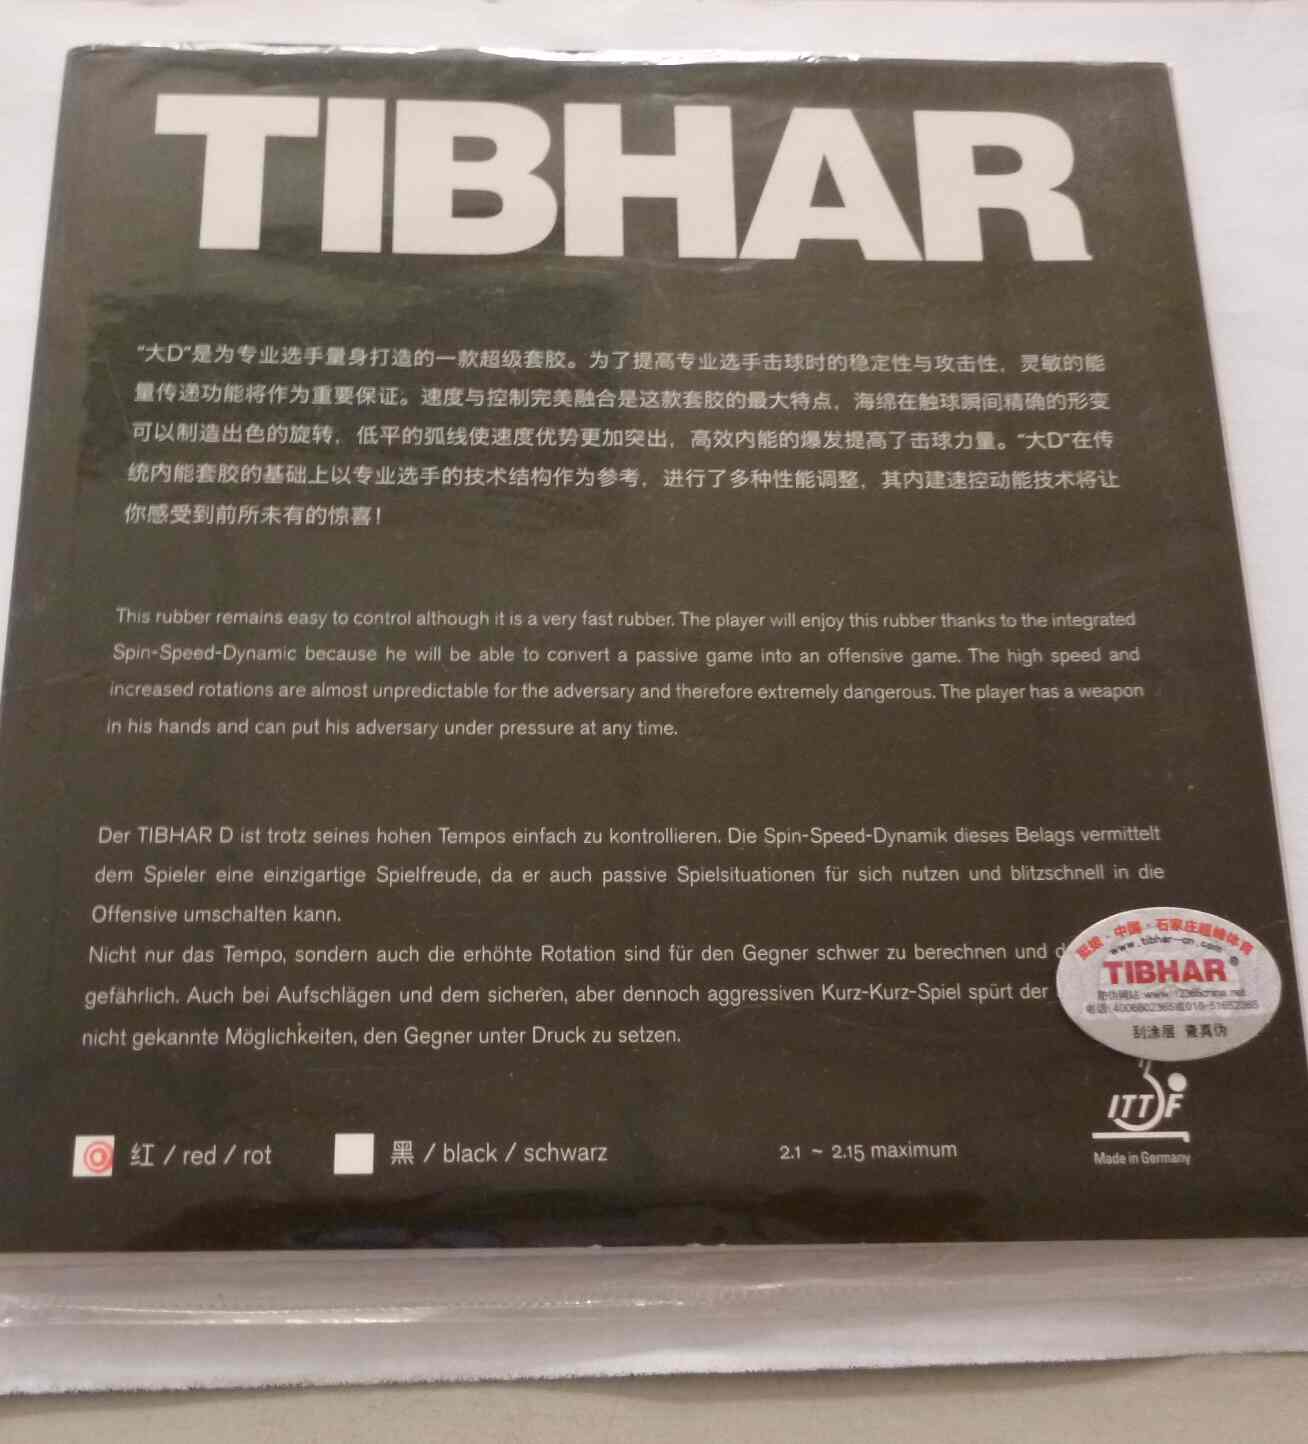 TIBHAR
“大D”是为专业选手量身打造的一款超级套胶。为了提高专业选手击球时的稳定性与攻击性，灵敏的能
量传递功能将作为重要保证。速度与控制完美融合是这款套胶的最大特点，海绵在触球瞬间精确的形变
可以制造出色的旋转，低平的弧线使速度优势更加突出，高效内能的爆发提高了击球力量。“大D”在传
统内能套胶的基础上以专业选手的技术结构作为参考，进行了多种性能调整，其内建速控动能技术将让
你感受到前所未有的惊喜！
This rubber remains easy to control although it is a very fast rubber. The player will enjoy this rubber thanks to the integrated
Spin-Speed-Dynamic because he will be able to convert a passive game into an offensive game. The high speed and
increased rotations are almost unpredictable for the adversary and therefore extremely dangerous. The player has a weapon
in his hands and can put his adversary under pressure at any time.
Der TIBHAR D ist trotz seines hohen Tempos einfach zu kontrollieren. Die Spin-Speed-Dynamik dieses Belags vermittelt
dem Spieler eine einzigartige Spielfreude, da er auch passive Spielsituationen für sich nutzen und blitzschnell in die
Offensive umschalten kann.
Nicht nur das Tempo, sondern auch die erhöhte Rotation sind für den Gegner schwer zu berechnen und
gefährlich. Auch bei Aufschlägen und dem sicheren, aber dennoch aggressiven Kurz-Kurz-Spiel spürt der
nicht gekannte Möglichkeiten, den Gegner unter Druck zu setzen.
中国·石家庄
www.tibhar-cn.com
TIBHAR®
刮涂层 查真伪
ITTF
Made in Germany
红 / red / rot
黑 / black / schwarz
2.1 ~ 2.15 maximum